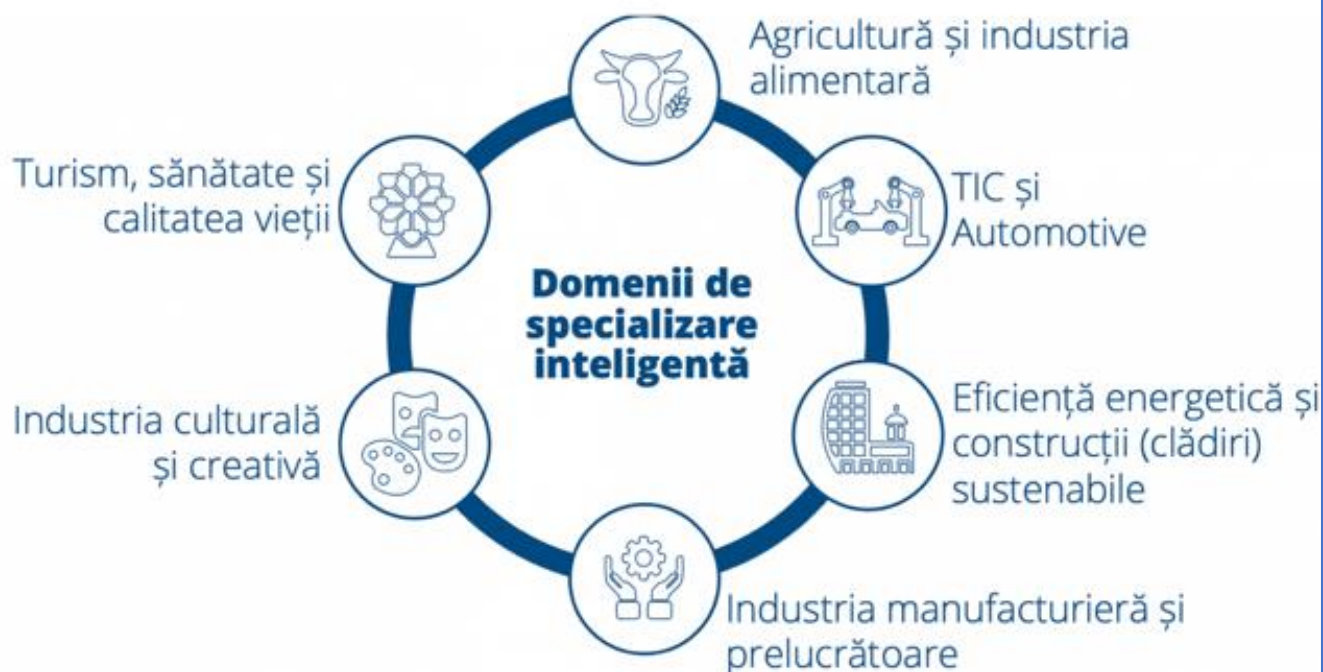 Agricultură și industria
alimentară
Turism, sănătate și
calitatea vieții
TIC și
Automotive
Domenii de
specializare
inteligentă
Industria culturală
și creativă
Eficiență energetică și
construcții (clădiri)
sustenabile
Industria manufacturieră și
prelucrătoare